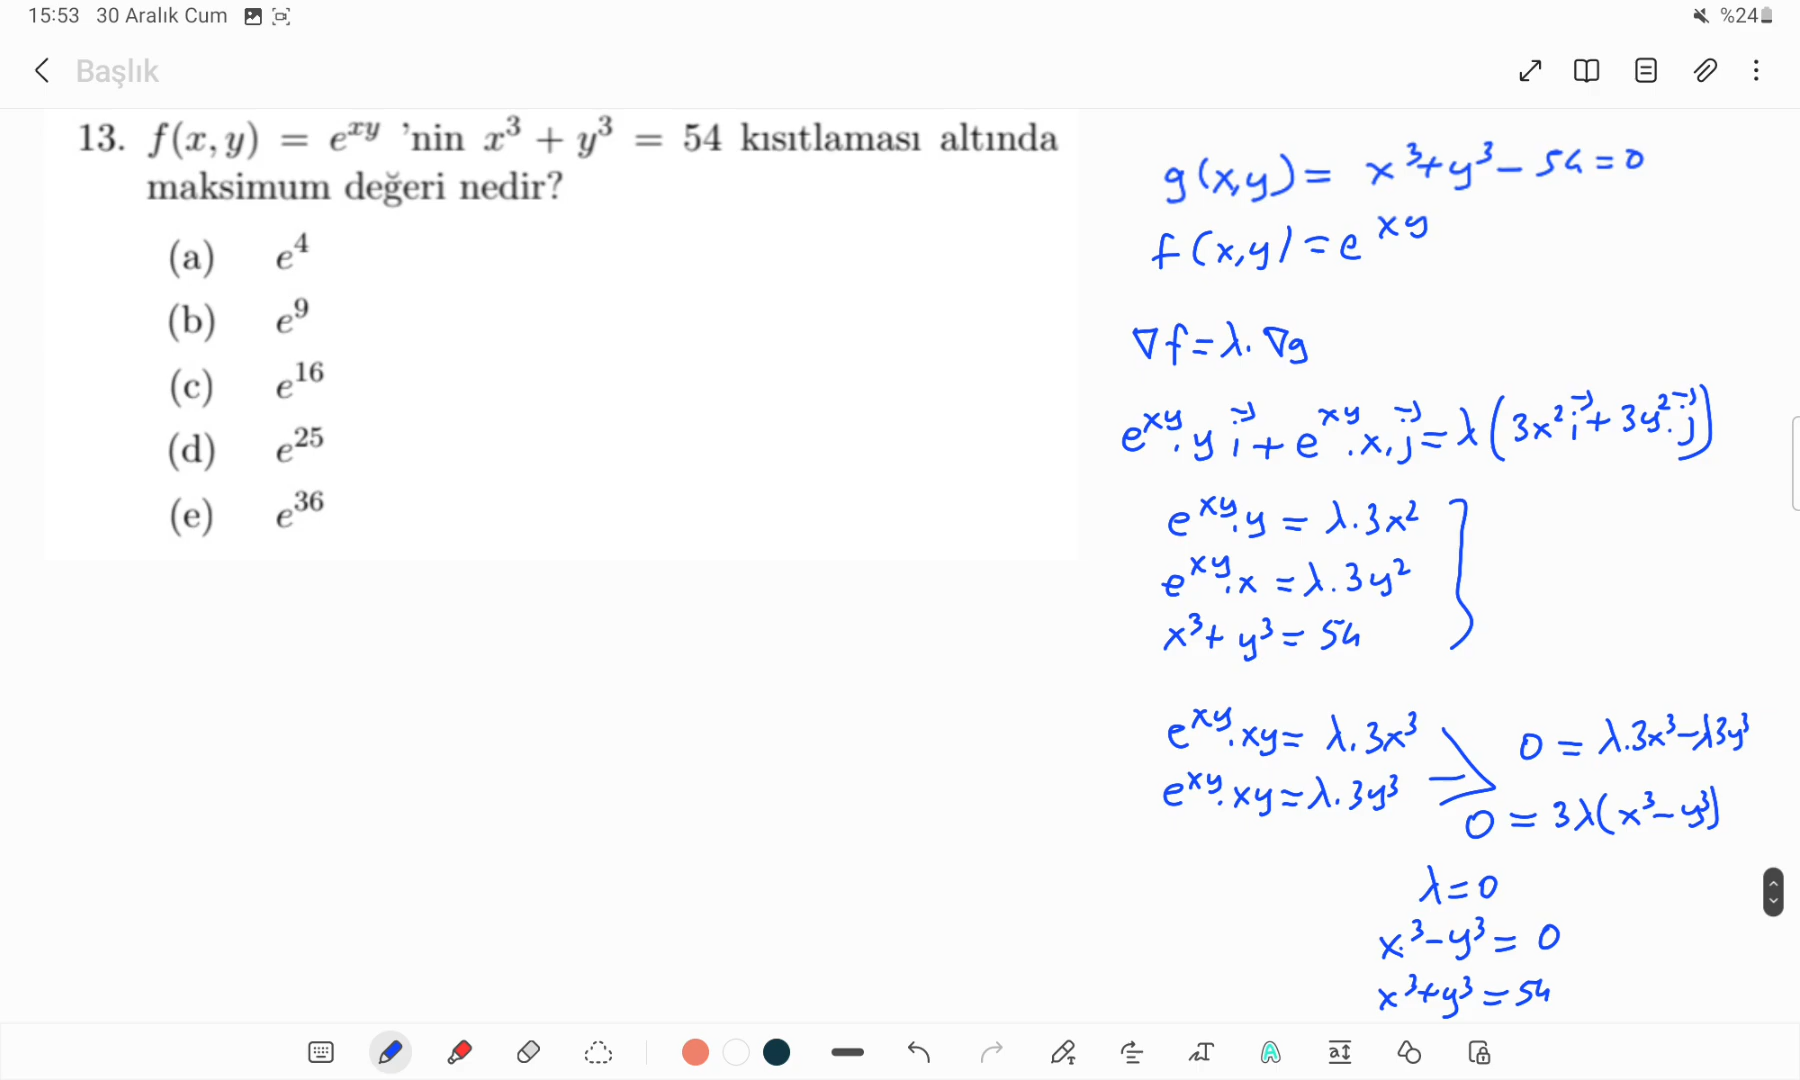 15:53 30 Aralık Cum %24
Başlık
13. f(x, y) = e^{xy} 'nin x³ + y³ = 54 kısıtlaması altında
maksimum değeri nedir?
(a) e⁴
(b) e⁹
(c) e¹⁶
(d) e²⁵
(e) e³⁶
g(x,y) = x³+y³-54=0
f(x,y)=e^{xy}
∇f=λ.∇g
e^{xy}.y i⃗ + e^{xy}.x.j⃗ = λ(3x² i⃗ + 3y².j⃗)
e^{xy}.y = λ.3x²
e^{xy}.x = λ.3y²
x³+y³ = 54
e^{xy}.xy = λ.3x³
e^{xy}.xy = λ.3y³
0 = λ.3x³-λ3y³
0 = 3λ(x³-y³)
λ=0
x³-y³ = 0
x³+y³ = 54